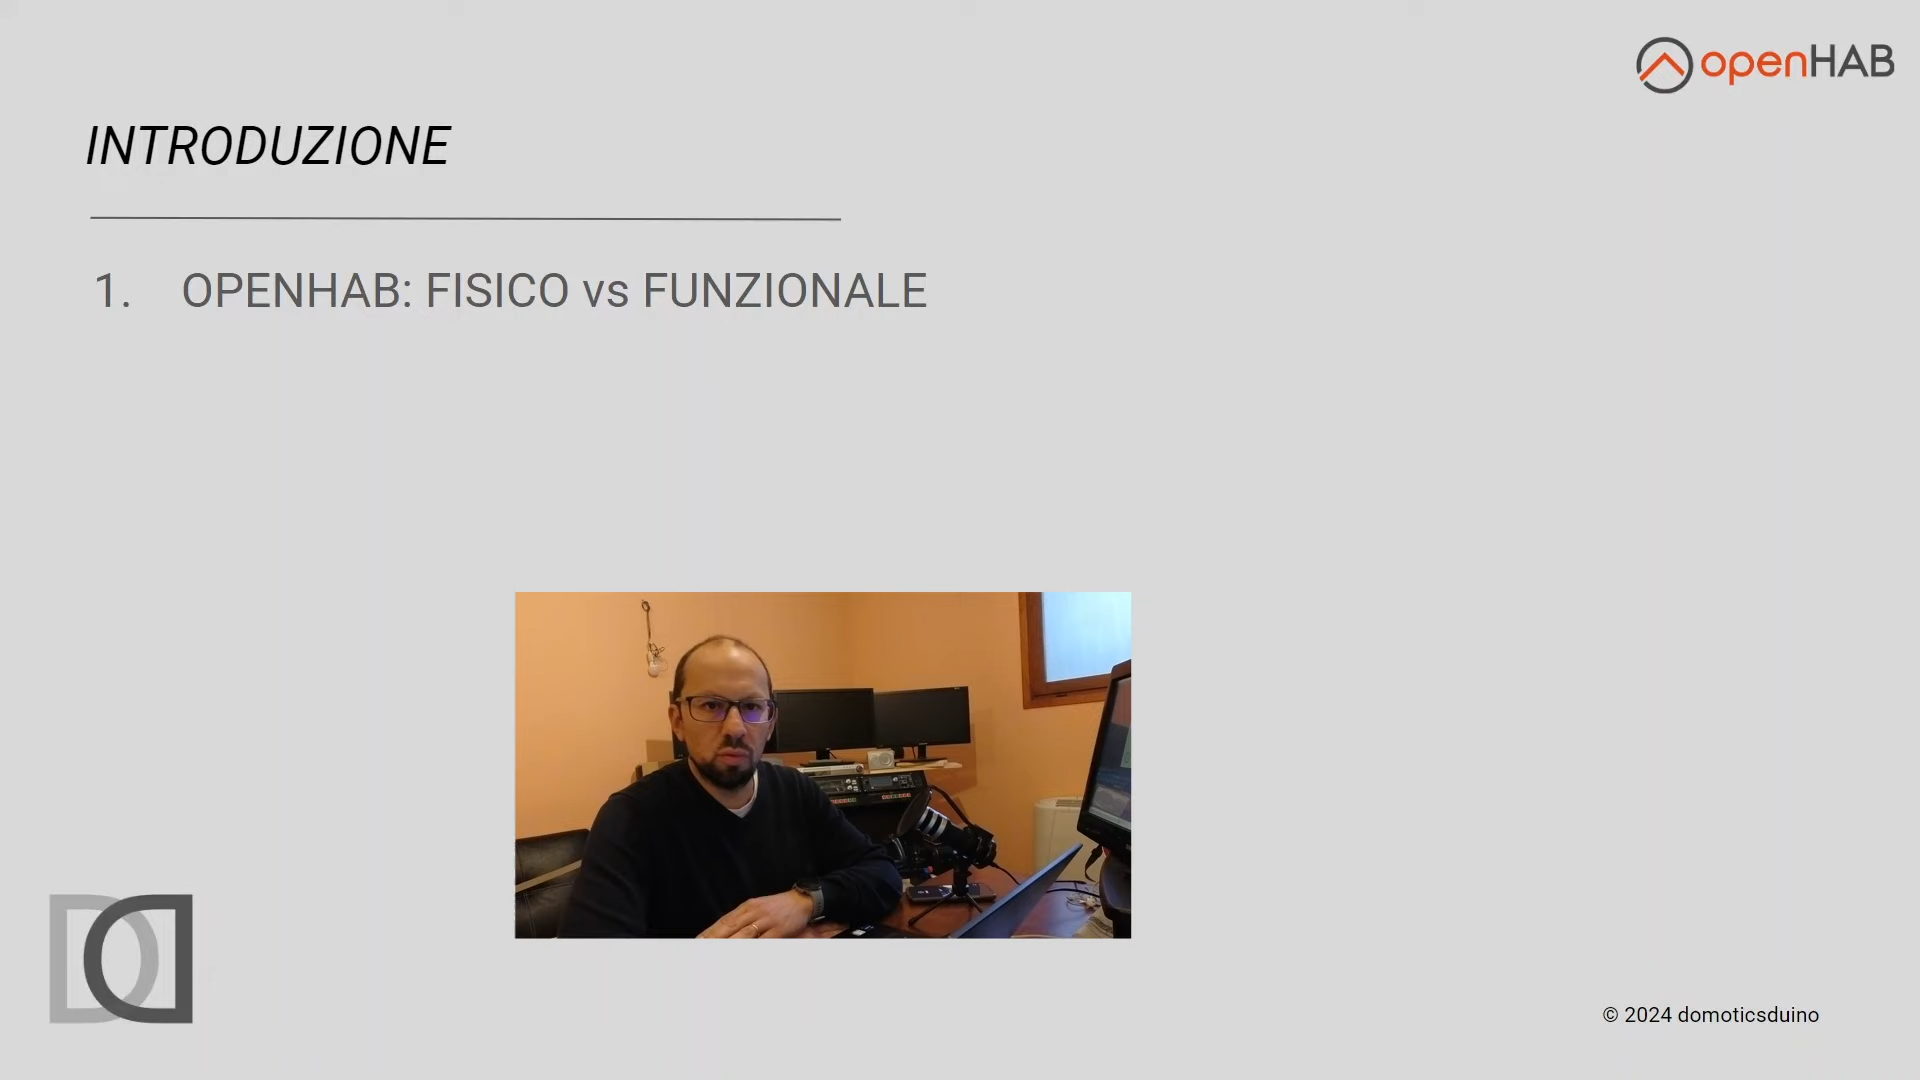 openHAB
INTRODUZIONE
1. OPENHAB: FISICO vs FUNZIONALE
© 2024 domoticsduino